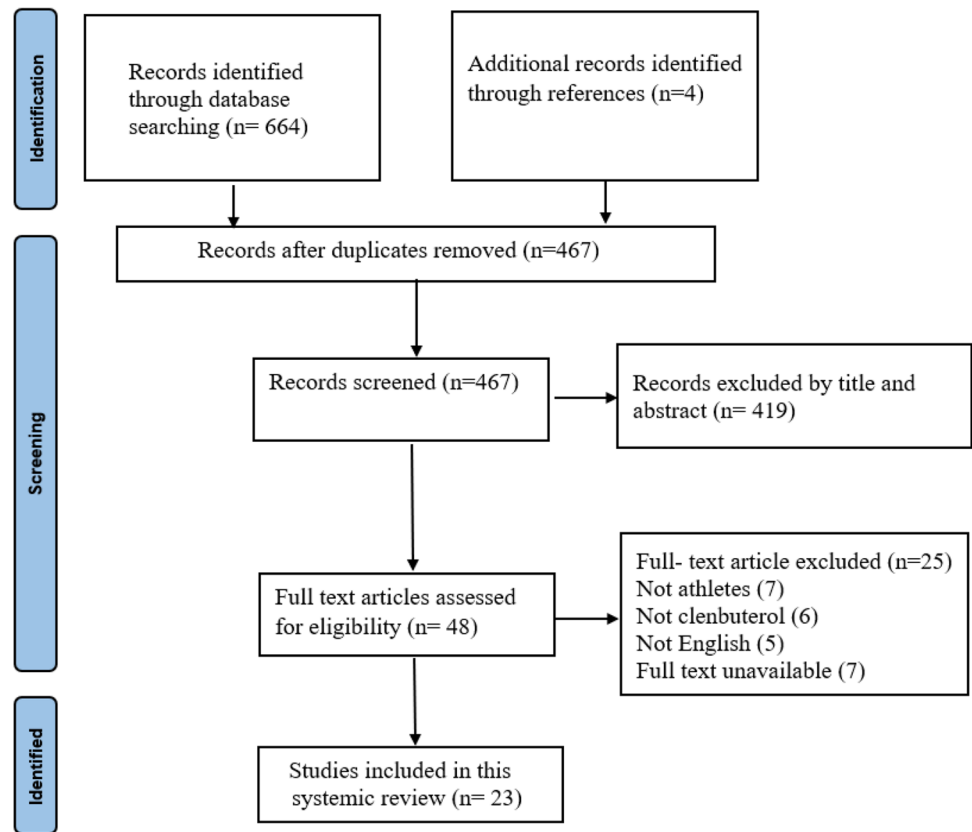 Identification
Records identified
through database
searching (n= 664)
Additional records identified
through references (n=4)
Records after duplicates removed (n=467)
Screening
Records screened (n=467)
Records excluded by title and
abstract (n= 419)
Full text articles assessed
for eligibility (n= 48)
Full- text article excluded (n=25)
Not athletes (7)
Not clenbuterol (6)
Not English (5)
Full text unavailable (7)
Identified
Studies included in this
systemic review (n= 23)